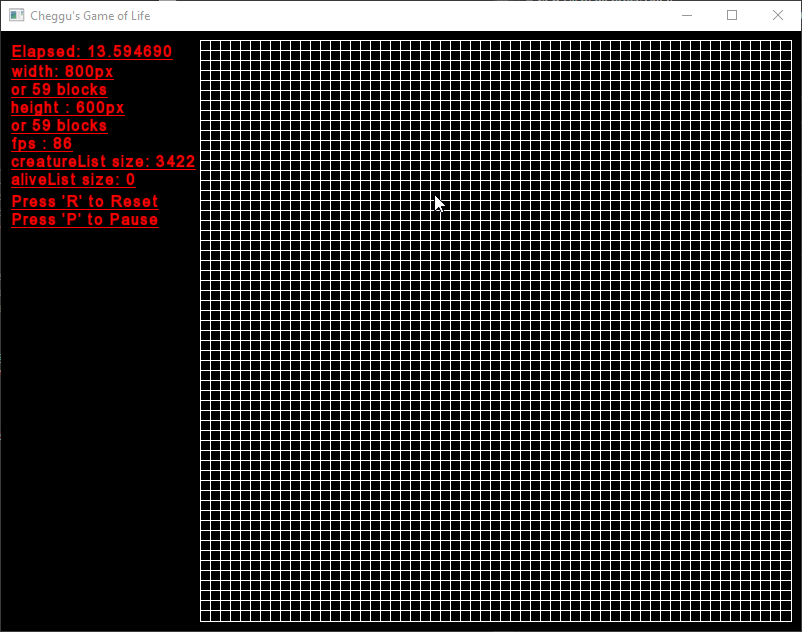 Cheggu's Game of Life
Elapsed: 13.594690
width: 800px
or 59 blocks
height : 600px
or 59 blocks
fps : 86
creatureList size: 3422
aliveList size: 0
Press 'R' to Reset
Press 'P' to Pause